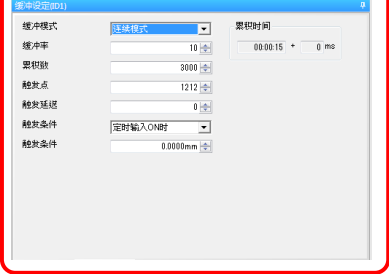 缓冲设定(ID1)
缓冲模式 连续模式 累积时间
缓冲率 10 00:00:15 + 0 ms
累积数 3000
触发点 1212
触发延迟 0
触发条件 定时输入ON时
触发条件 0.0000mm